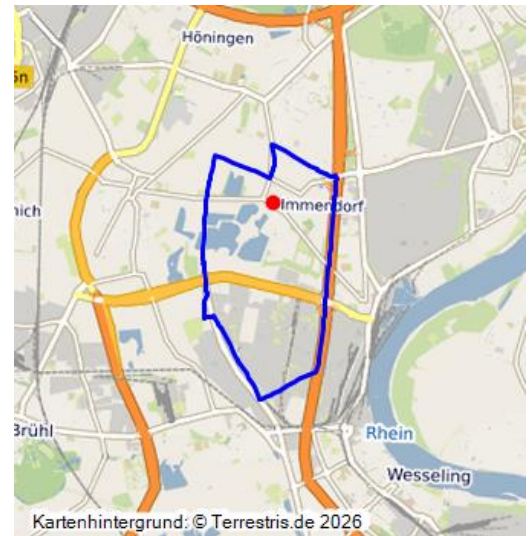 Höningen
Immendorf
Brühl
Rhein
Wesseling
Kartenhintergrund: © Terrestris.de 2026